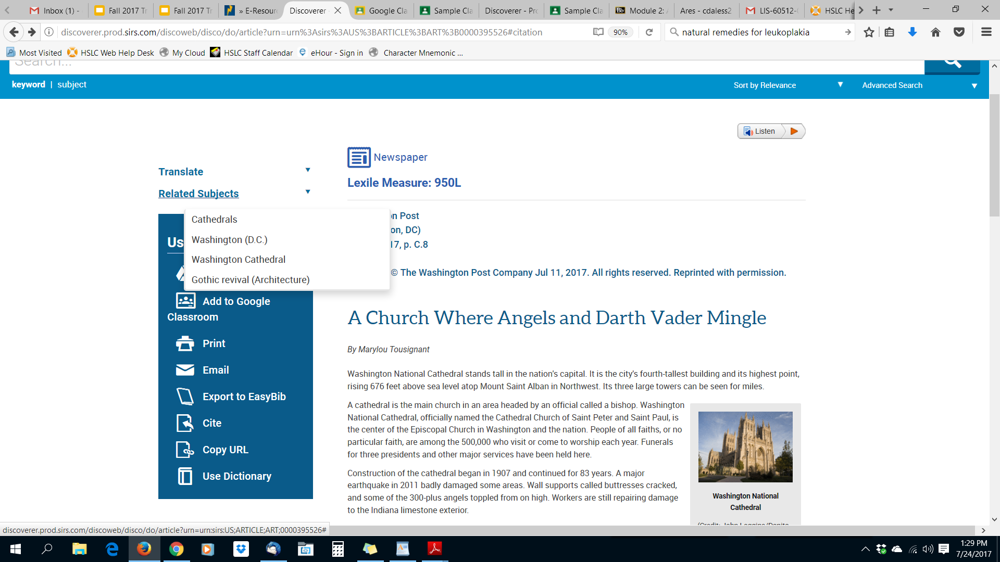 Inbox (1) -
Fall 2017 Tr
Fall 2017 Tr
» E-Resour
Discoverer
Google Cla
Sample Cla
Discoverer - Pr
Sample Cla
Bb Module 2:
Ares - cdaless2
LIS-60512-
HSLC He
discoverer.prod.sirs.com/discoweb/disco/do/article?urn=urn%3Asirs%3AUS%3BARTICLE%3BART%3B0000395526#citation
90%
natural remedies for leukoplakia
Most Visited
HSLC Web Help Desk
My Cloud
HSLC Staff Calendar
eHour - Sign in
Character Mnemonic ...
Search...
keyword | subject
Sort by Relevance
Advanced Search
Listen
Newspaper
Lexile Measure: 950L
Translate
Related Subjects
Cathedrals
Washington (D.C.)
Washington Cathedral
Gothic revival (Architecture)
Us
Add to Google
Classroom
Print
Email
Export to EasyBib
Cite
Copy URL
Use Dictionary
on Post
on, DC)
17, p. C.8
© The Washington Post Company Jul 11, 2017. All rights reserved. Reprinted with permission.
A Church Where Angels and Darth Vader Mingle
By Marylou Tousignant
Washington National Cathedral stands tall in the nation's capital. It is the city's fourth-tallest building and its highest point,
rising 676 feet above sea level atop Mount Saint Alban in Northwest. Its three large towers can be seen for miles.
A cathedral is the main church in an area headed by an official called a bishop. Washington
National Cathedral, officially named the Cathedral Church of Saint Peter and Saint Paul, is
the center of the Episcopal Church in Washington and the nation. People of all faiths, or no
particular faith, are among the 500,000 who visit or come to worship each year. Funerals
for three presidents and other major services have been held here.
Construction of the cathedral began in 1907 and continued for 83 years. A major
earthquake in 2011 badly damaged some areas. Wall supports called buttresses cracked,
and some of the 300-plus angels toppled from on high. Workers are still repairing damage
to the Indiana limestone exterior.
Washington National
Cathedral
discoverer.prod.sirs.com/discoweb/disco/do/article?urn=urn:sirs:US;ARTICLE;ART;0000395526#
1:29 PM
7/24/2017